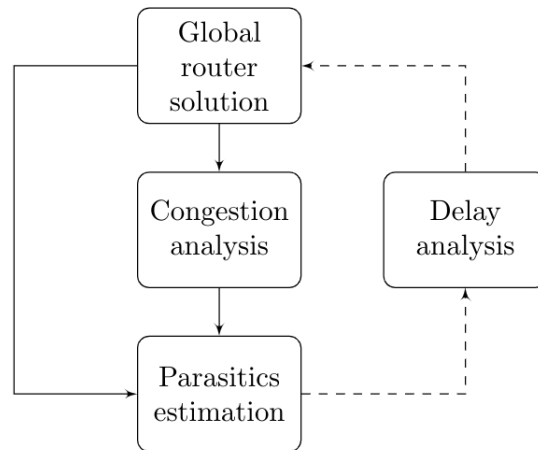 Global
router
solution
Congestion
analysis
Delay
analysis
Parasitics
estimation